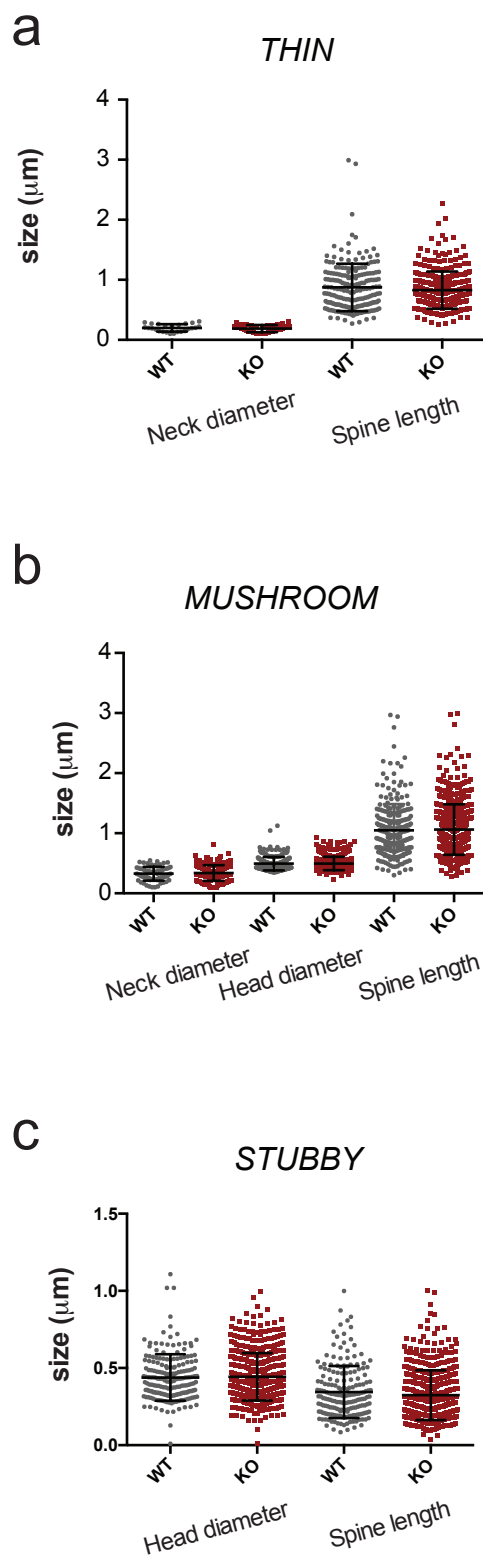 a
THIN
4
3
2
1
0
size (μm)
WT
KO
WT
KO
Neck diameter
Spine length
b
MUSHROOM
4
3
2
1
0
size (μm)
WT
KO
WT
KO
WT
KO
Neck diameter
Head diameter
Spine length
c
STUBBY
1.5
1.0
0.5
0.0
size (μm)
WT
KO
WT
KO
Head diameter
Spine length